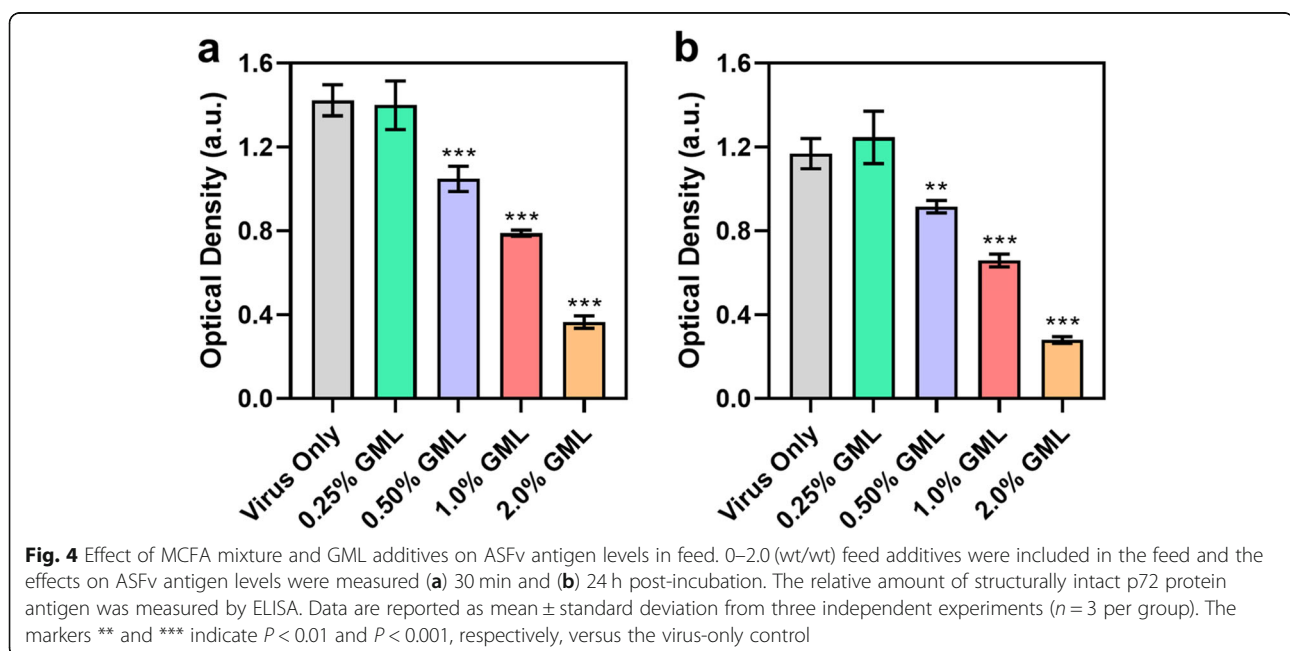 a
b
1.6
1.2
0.8
0.4
0.0
Optical Density (a.u.)
***
***
***
Virus Only
0.25% GML
0.50% GML
1.0% GML
2.0% GML
1.6
1.2
0.8
0.4
0.0
Optical Density (a.u.)
**
***
***
Virus Only
0.25% GML
0.50% GML
1.0% GML
2.0% GML
Fig. 4 Effect of MCFA mixture and GML additives on ASFv antigen levels in feed. 0–2.0 (wt/wt) feed additives were included in the feed and the
effects on ASFv antigen levels were measured (a) 30 min and (b) 24 h post-incubation. The relative amount of structurally intact p72 protein
antigen was measured by ELISA. Data are reported as mean ± standard deviation from three independent experiments (n = 3 per group). The
markers ** and *** indicate P < 0.01 and P < 0.001, respectively, versus the virus-only control